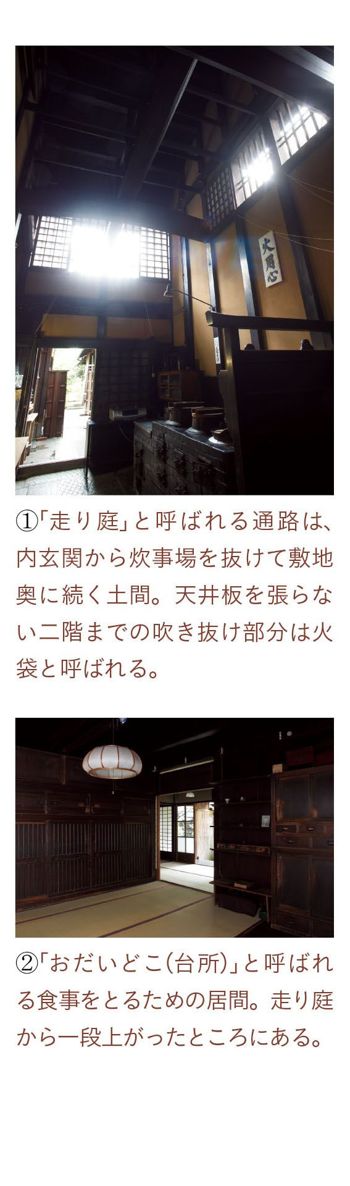 火用心
①「走り庭」と呼ばれる通路は、
内玄関から炊事場を抜けて敷地
奥に続く土間。天井板を張らな
い二階までの吹き抜け部分は火
袋と呼ばれる。
②「おだいどこ(台所)」と呼ばれ
る食事をとるための居間。走り庭
から一段上がったところにある。